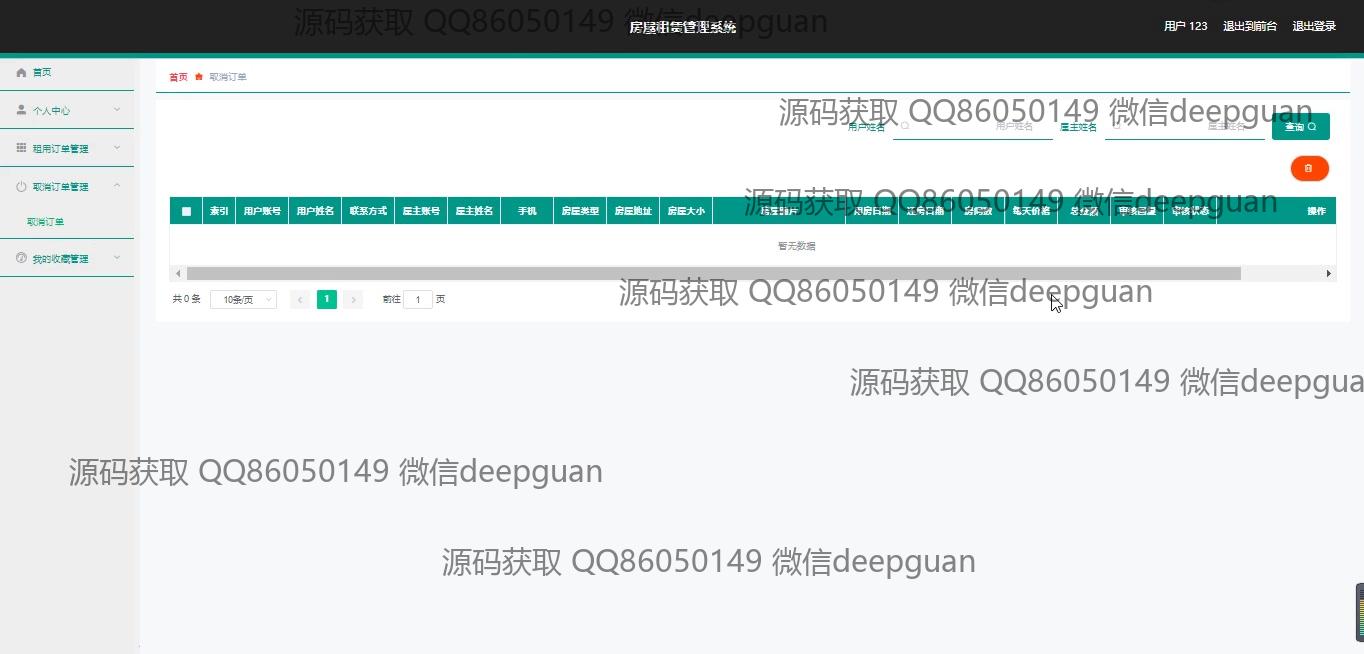 源码获取 QQ86050149 微信deepguan
房屋租赁管理系统
用户 123 退出到前台 退出登录
首页
个人中心
租用订单管理
取消订单管理
取消订单
我的收藏管理
首页 取消订单
源码获取 QQ86050149 微信deepguan
用户姓名 用户姓名 屋主姓名 屋主姓名 查询
源码获取 QQ86050149 微信deepguan
索引 用户账号 用户姓名 联系方式 屋主账号 屋主姓名 手机 房屋类型 房屋地址 房屋大小 房屋图片 每天价格 总金额 审核回复 审核状态 操作
暂无数据
源码获取 QQ86050149 微信deepguan
共 0 条 10条/页 1 前往 1 页
源码获取 QQ86050149 微信deepgua
源码获取 QQ86050149 微信deepguan
源码获取 QQ86050149 微信deepguan